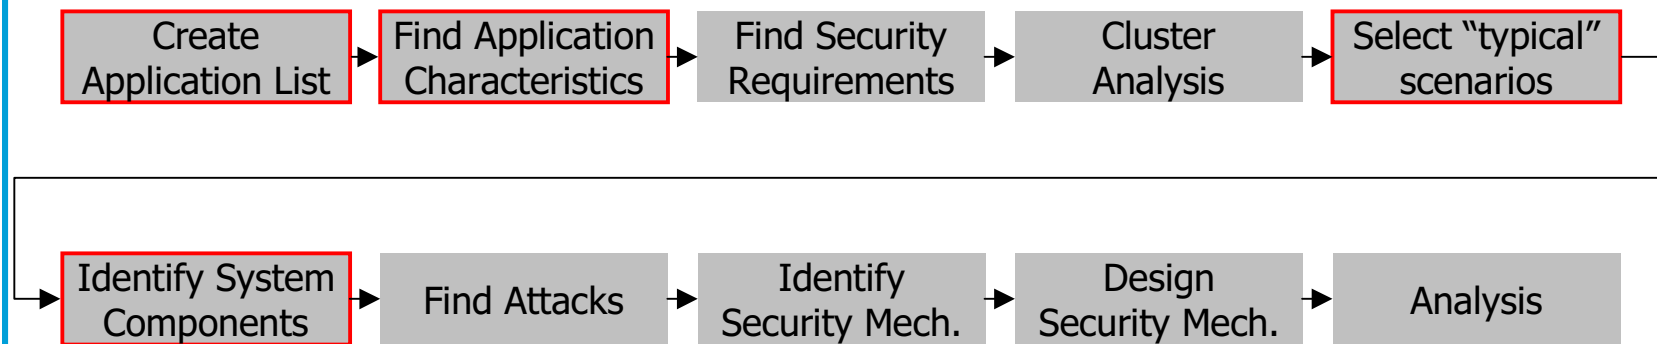 Create
Application List
Find Application
Characteristics
Find Security
Requirements
Cluster
Analysis
Select “typical”
scenarios
Identify System
Components
Find Attacks
Identify
Security Mech.
Design
Security Mech.
Analysis